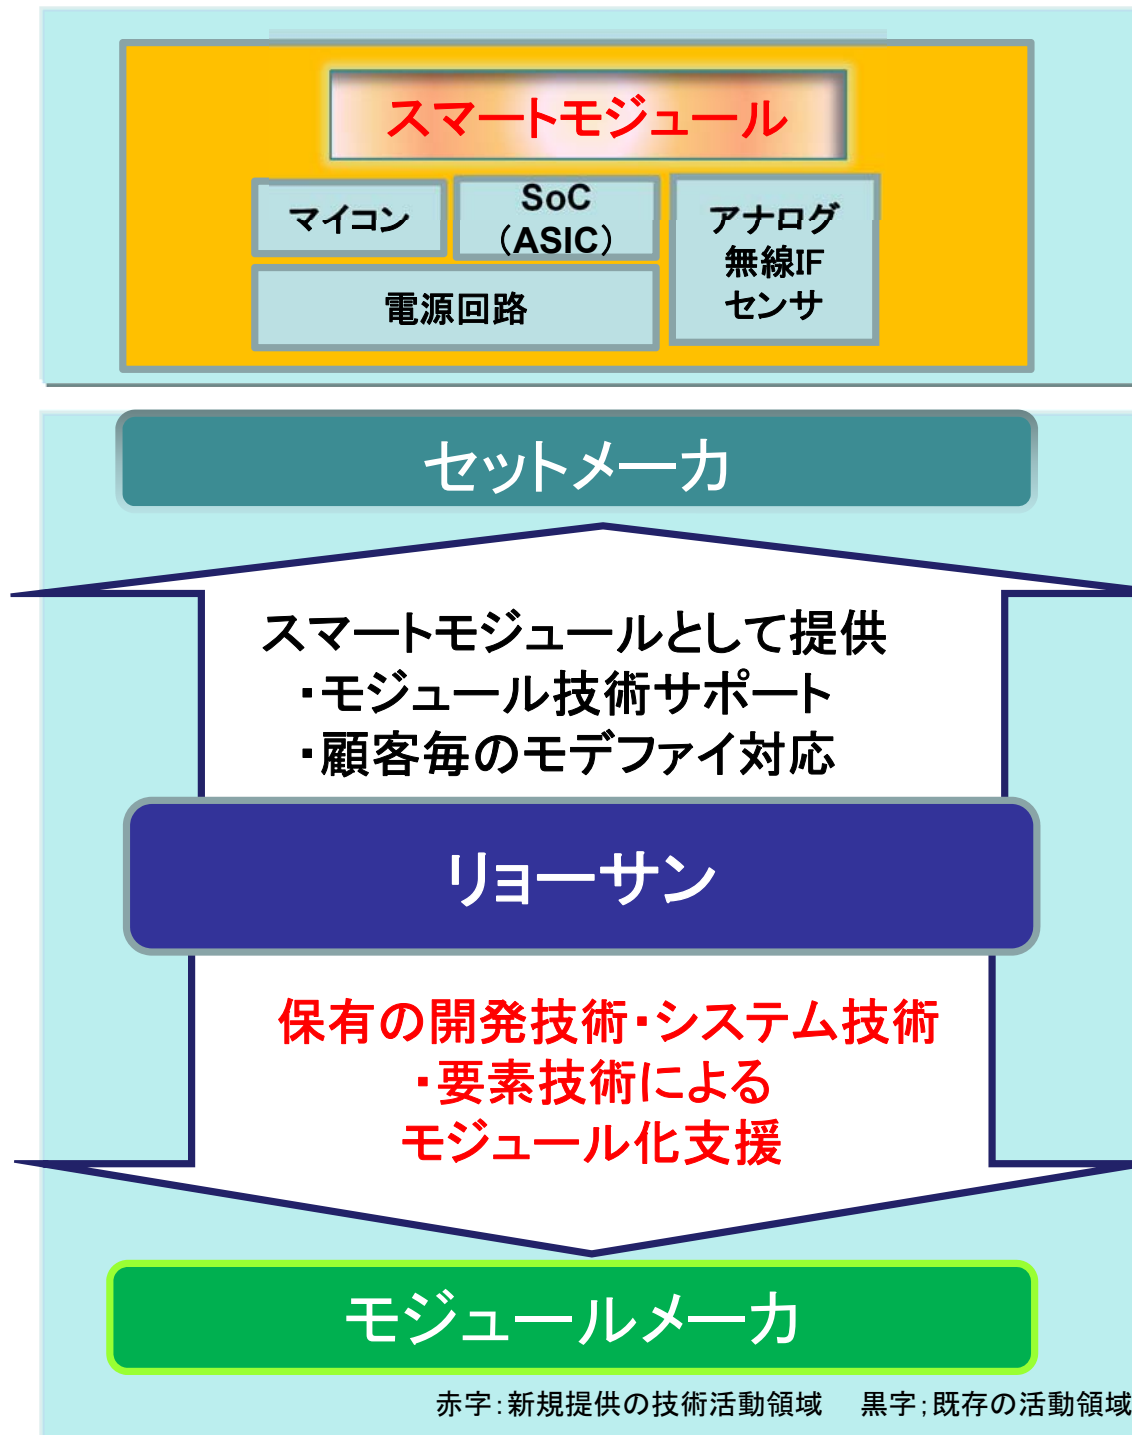 スマートモジュール
マイコン
SoC
（ASIC）
アナログ
無線IF
センサ
電源回路
セットメーカ
スマートモジュールとして提供
・モジュール技術サポート
・顧客毎のモデファイ対応
リョーサン
保有の開発技術・システム技術
・要素技術による
モジュール化支援
モジュールメーカ
赤字：新規提供の技術活動領域　黒字；既存の活動領域